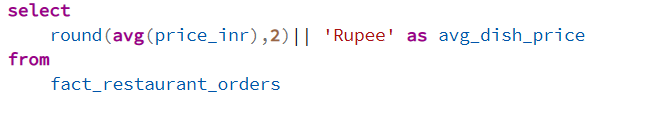 select
    round(avg(price_inr),2)|| 'Rupee' as avg_dish_price
from
    fact_restaurant_orders